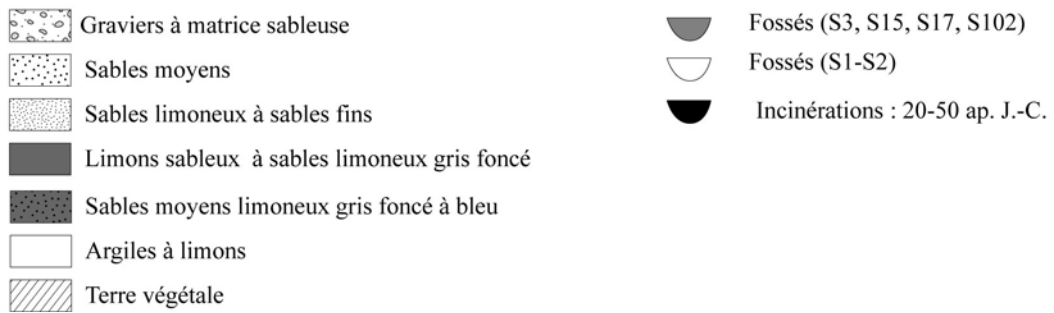 Graviers à matrice sableuse
Sables moyens
Sables limoneux à sables fins
Limons sableux à sables limoneux gris foncé
Sables moyens limoneux gris foncé à bleu
Argiles à limons
Terre végétale
Fossés (S3, S15, S17, S102)
Fossés (S1-S2)
Incinérations : 20-50 ap. J.-C.